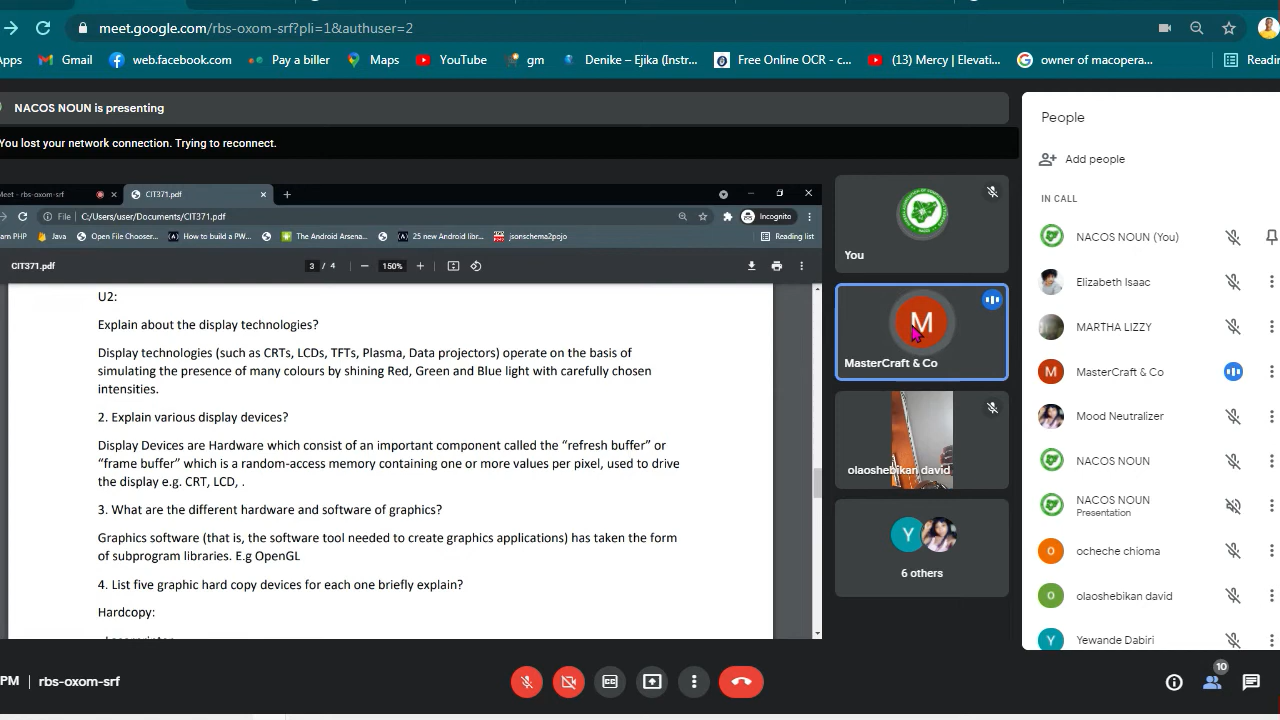 meet.google.com/rbs-oxom-srf?pli=1&authuser=2
Apps Gmail web.facebook.com Pay a biller Maps YouTube gm Denike – Ejika (Instr... Free Online OCR - c... (13) Mercy | Elevati... owner of macopera... Readin
NACOS NOUN is presenting
You lost your network connection. Trying to reconnect.
Meet - rbs-oxom-srf CIT371.pdf
File C:/Users/user/Documents/CIT371.pdf Incognito
arn PHP Java Open File Chooser... How to build a PW... The Android Arsena... 25 new Android libr... jsonschema2pojo Reading list
CIT371.pdf 3 / 4 150%
U2:
Explain about the display technologies?
Display technologies (such as CRTs, LCDs, TFTs, Plasma, Data projectors) operate on the basis of
simulating the presence of many colours by shining Red, Green and Blue light with carefully chosen
intensities.
2. Explain various display devices?
Display Devices are Hardware which consist of an important component called the “refresh buffer” or
“frame buffer” which is a random-access memory containing one or more values per pixel, used to drive
the display e.g. CRT, LCD, .
3. What are the different hardware and software of graphics?
Graphics software (that is, the software tool needed to create graphics applications) has taken the form
of subprogram libraries. E.g OpenGL
4. List five graphic hard copy devices for each one briefly explain?
Hardcopy:
You
M
MasterCraft & Co
olaoshebikan david
Y
6 others
People
Add people
IN CALL
NACOS NOUN (You)
Elizabeth Isaac
MARTHA LIZZY
M MasterCraft & Co
Mood Neutralizer
NACOS NOUN
NACOS NOUN
Presentation
o ocheche chioma
o olaoshebikan david
Y Yewande Dabiri
PM | rbs-oxom-srf
10